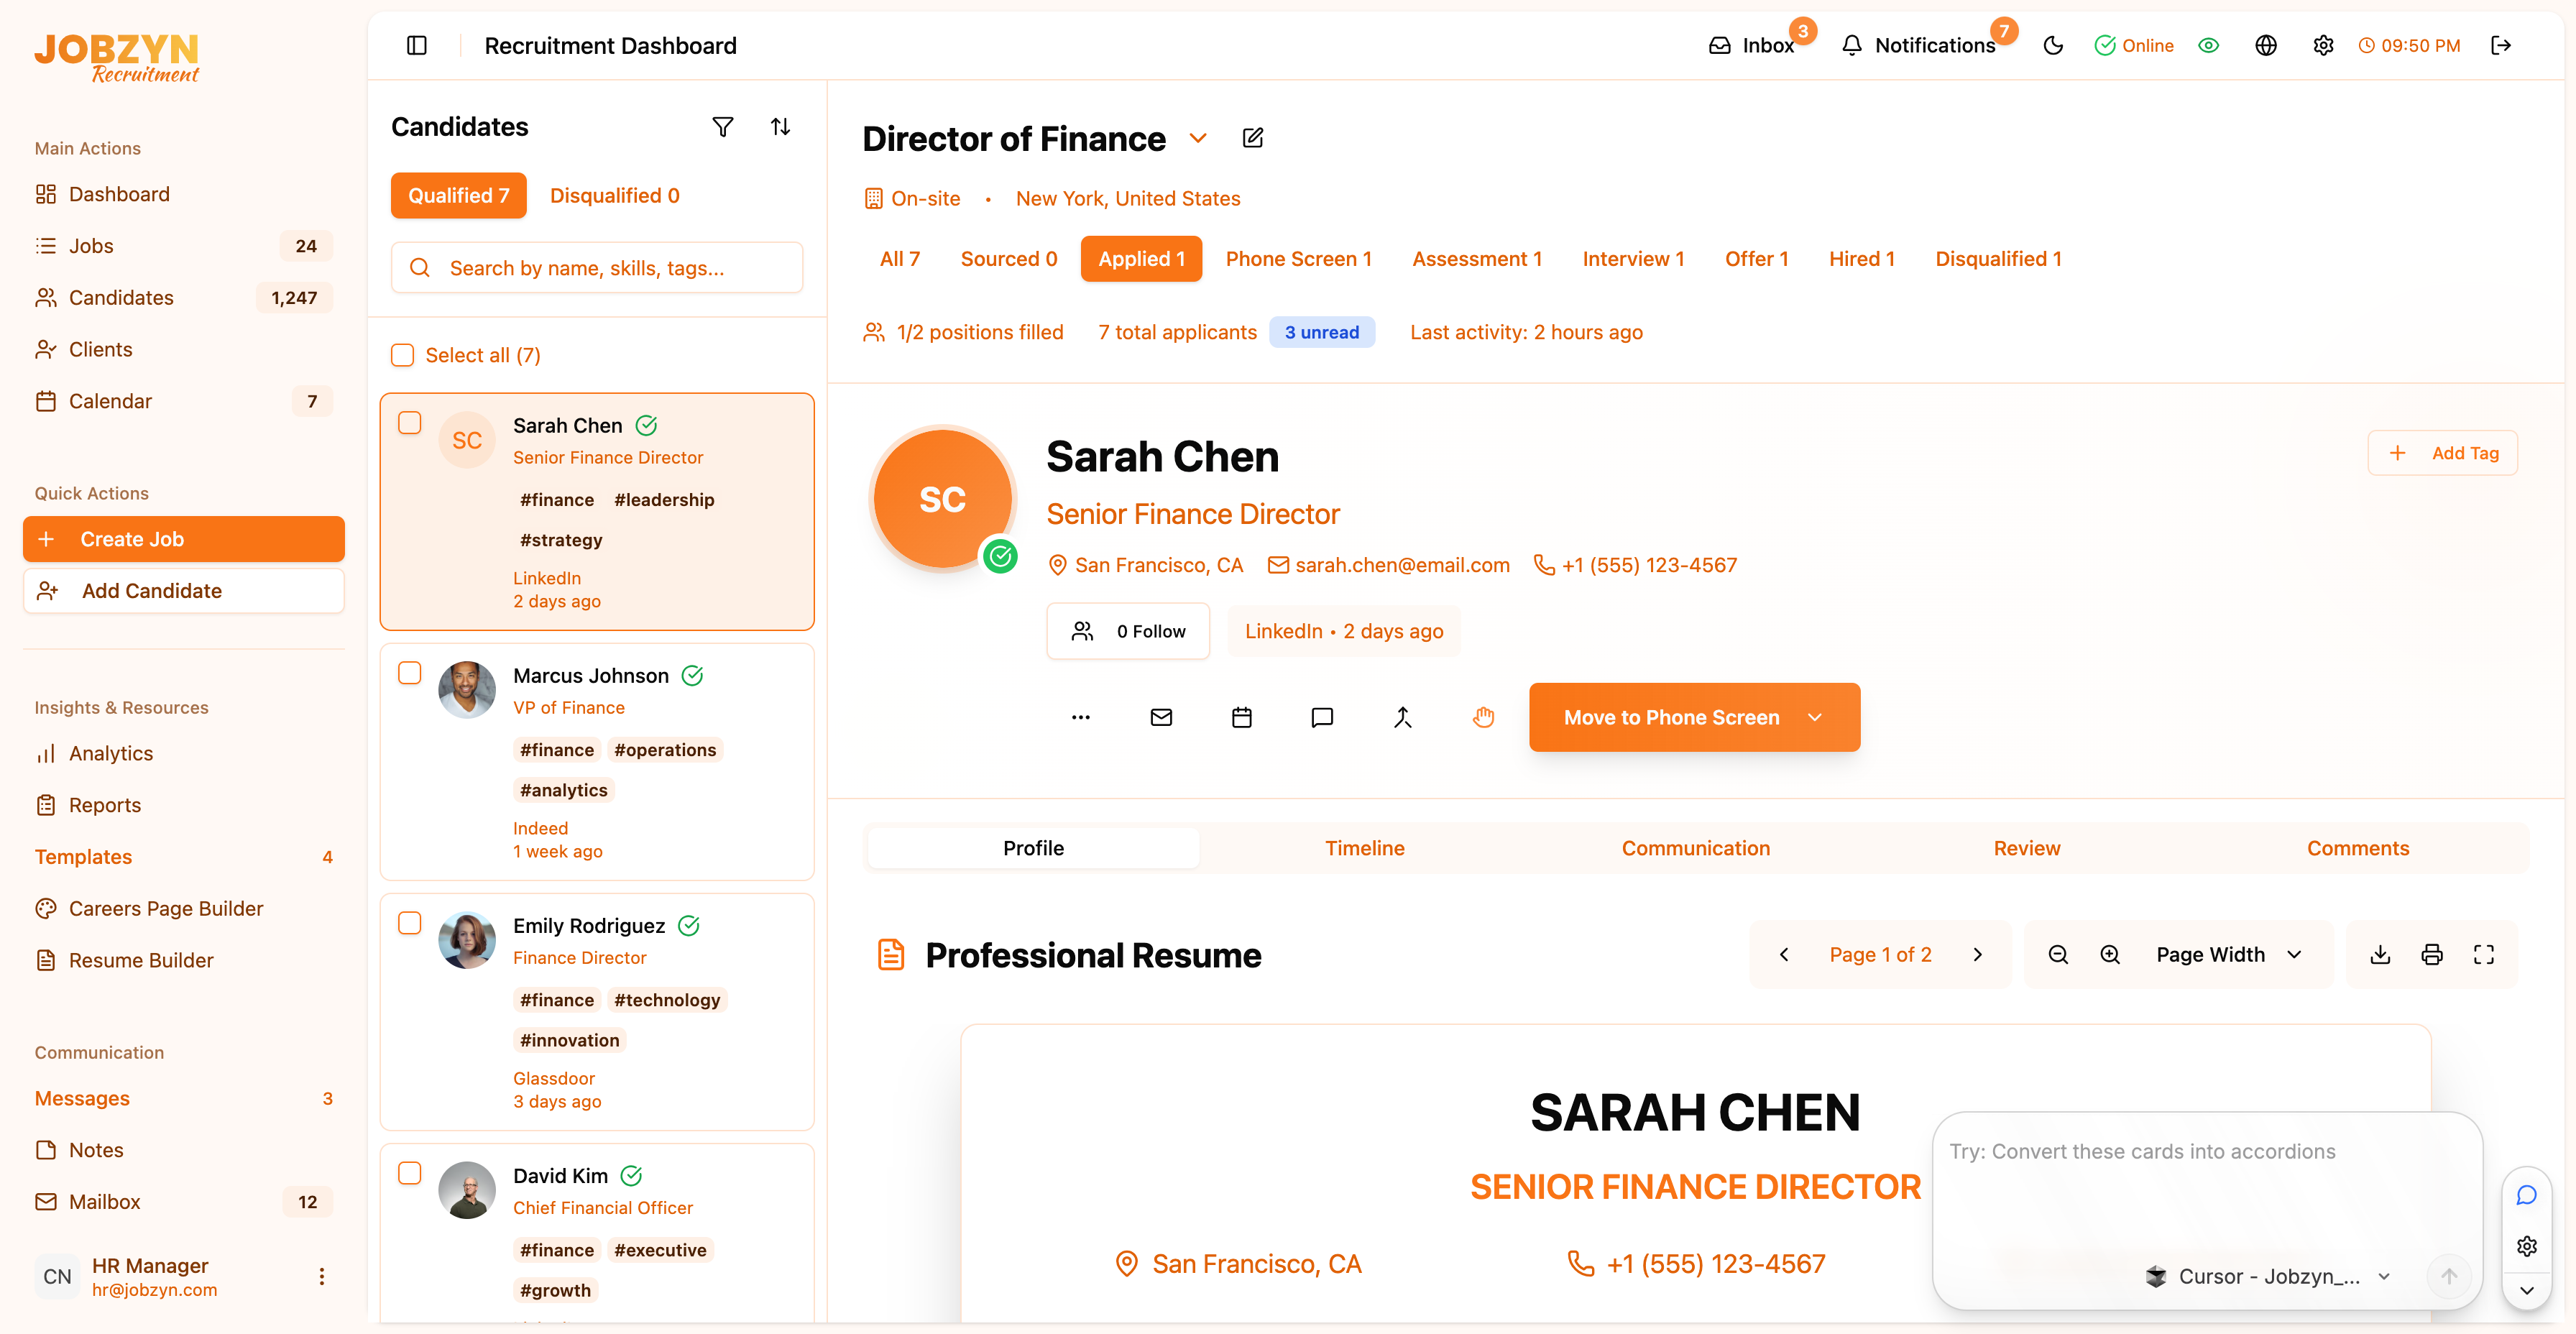 JOBZYN
Recruitment
Main Actions
Dashboard
Jobs 24
Candidates 1,247
Clients
Calendar 7
Quick Actions
Create Job
Add Candidate
Insights & Resources
Analytics
Reports
Templates 4
Careers Page Builder
Resume Builder
Communication
Messages 3
Notes
Mailbox 12
CN
HR Manager
hr@jobzyn.com
Recruitment Dashboard
Inbox 3
Notifications 7
Online
09:50 PM
Candidates
Qualified 7 Disqualified 0
Search by name, skills, tags...
Select all (7)
SC
Sarah Chen
Senior Finance Director
#finance #leadership
#strategy
LinkedIn
2 days ago
Marcus Johnson
VP of Finance
#finance #operations
#analytics
Indeed
1 week ago
Emily Rodriguez
Finance Director
#finance #technology
#innovation
Glassdoor
3 days ago
David Kim
Chief Financial Officer
#finance #executive
#growth
Director of Finance
On-site • New York, United States
All 7 Sourced 0 Applied 1 Phone Screen 1 Assessment 1 Interview 1 Offer 1 Hired 1 Disqualified 1
1/2 positions filled 7 total applicants 3 unread Last activity: 2 hours ago
SC
Sarah Chen
Add Tag
Senior Finance Director
San Francisco, CA sarah.chen@email.com +1 (555) 123-4567
0 Follow LinkedIn • 2 days ago
Move to Phone Screen
Profile Timeline Communication Review Comments
Professional Resume
Page 1 of 2 Page Width
SARAH CHEN
SENIOR FINANCE DIRECTOR
San Francisco, CA +1 (555) 123-4567
Try: Convert these cards into accordions
Cursor - Jobzyn_...